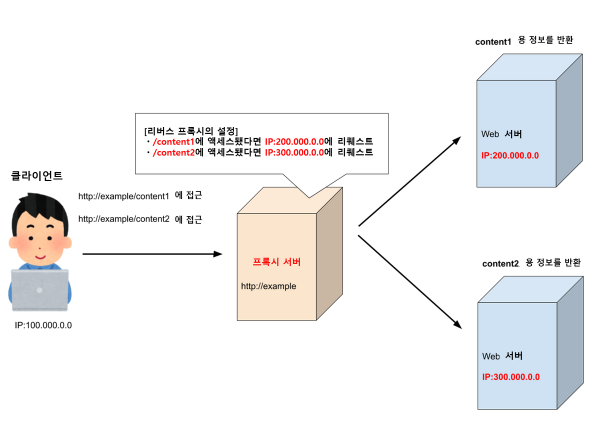 content1 용 정보를 반환
[리버스 프록시의 설정]
・/content1에 액세스됐다면 IP:200.000.0.0에 리퀘스트
・/content2에 액세스됐다면 IP:300.000.0.0에 리퀘스트
Web 서버
IP:200.000.0.0
클라이언트
http://example/content1 에 접근
http://example/content2 에 접근
프록시 서버
http://example
content2 용 정보를 반환
IP:100.000.0.0
Web 서버
IP:300.000.0.0